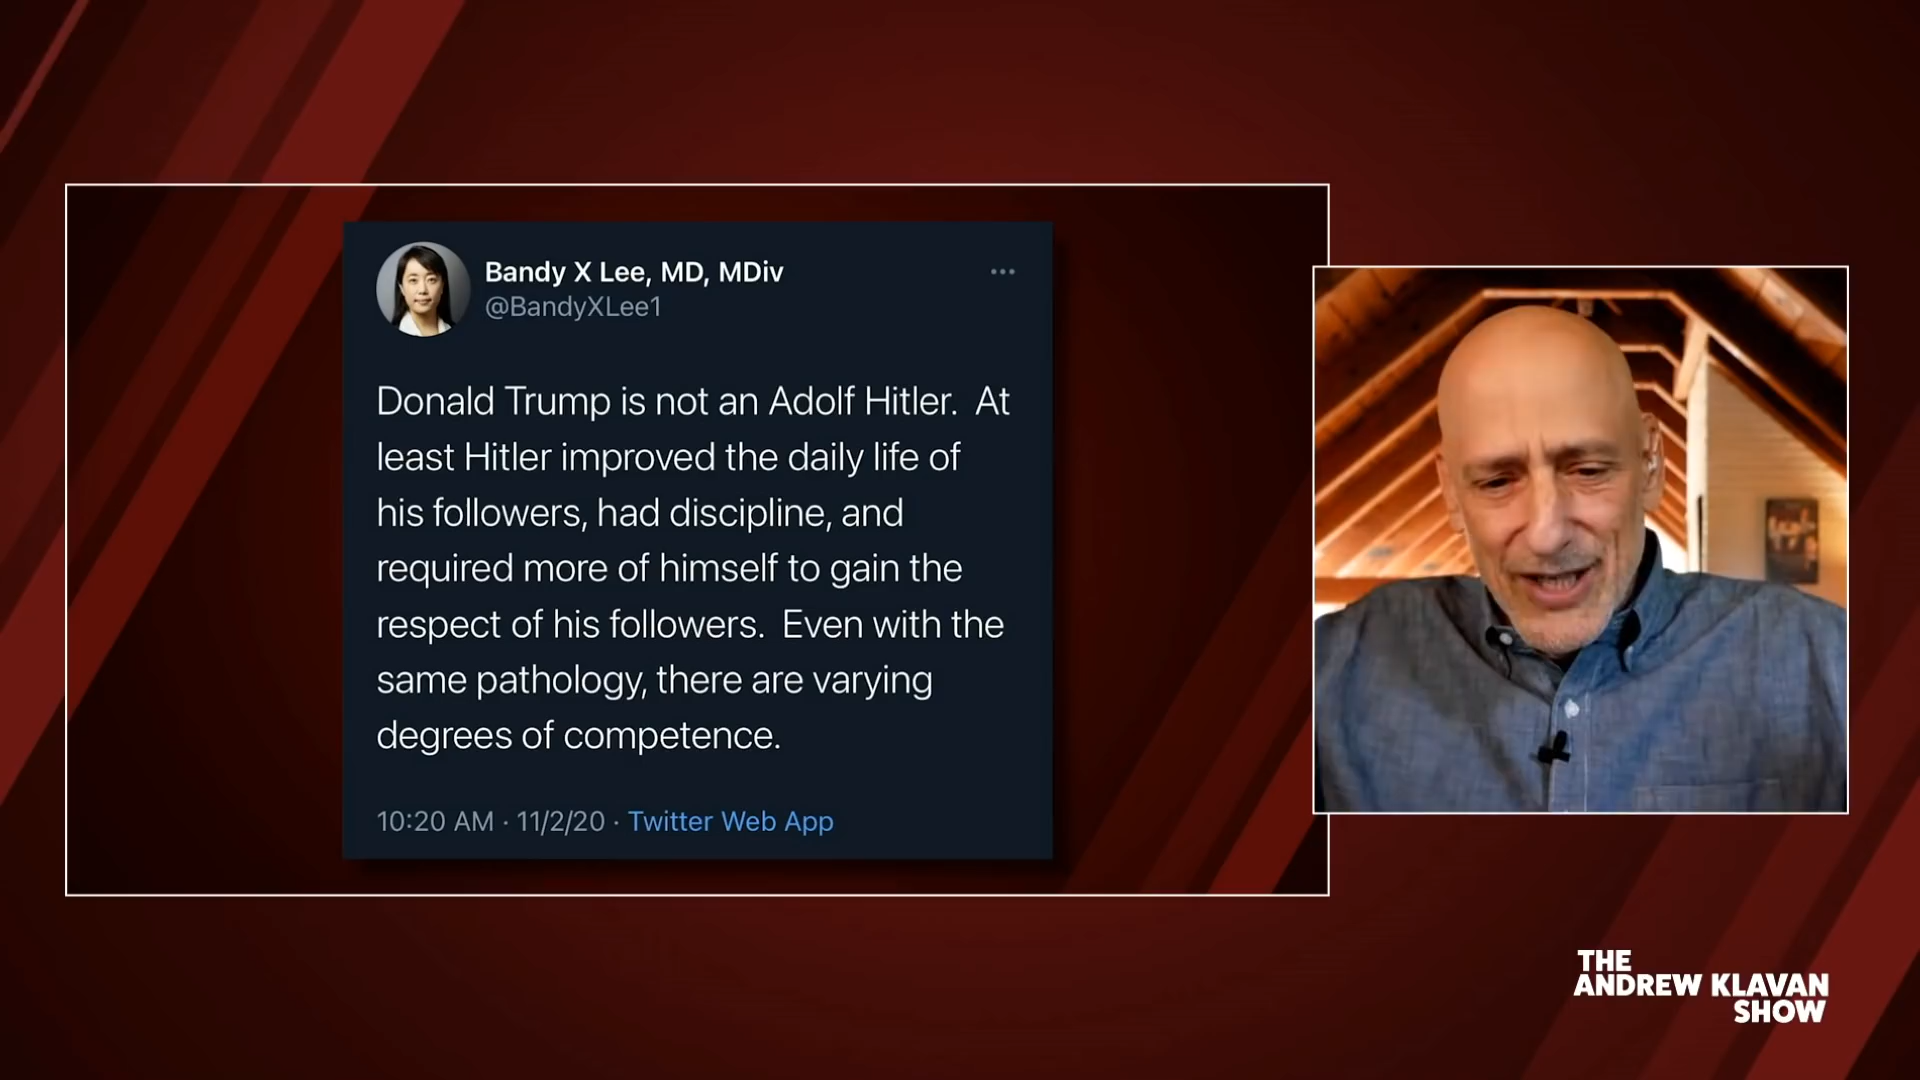 Bandy X Lee, MD, MDiv
@BandyXLee1
Donald Trump is not an Adolf Hitler.  At
least Hitler improved the daily life of
his followers, had discipline, and
required more of himself to gain the
respect of his followers.  Even with the
same pathology, there are varying
degrees of competence.
10:20 AM · 11/2/20 · Twitter Web App
THE
ANDREW KLAVAN
SHOW